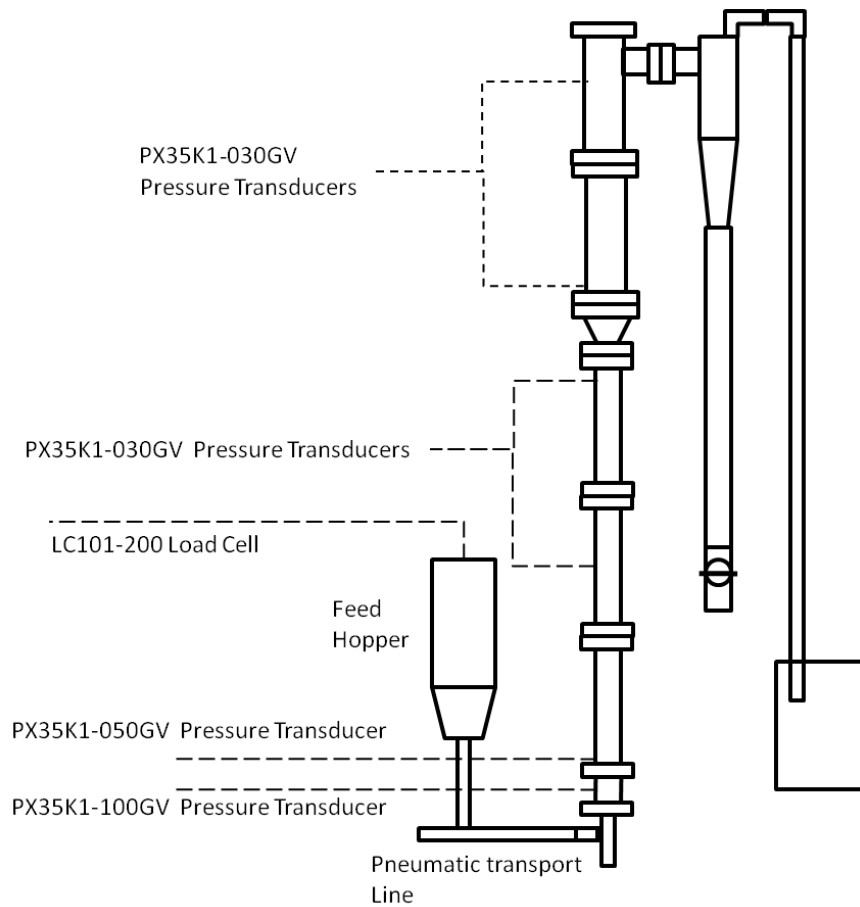 PX35K1-030GV
Pressure Transducers
PX35K1-030GV Pressure Transducers
LC101-200 Load Cell
Feed
Hopper
PX35K1-050GV Pressure Transducer
PX35K1-100GV Pressure Transducer
Pneumatic transport
Line